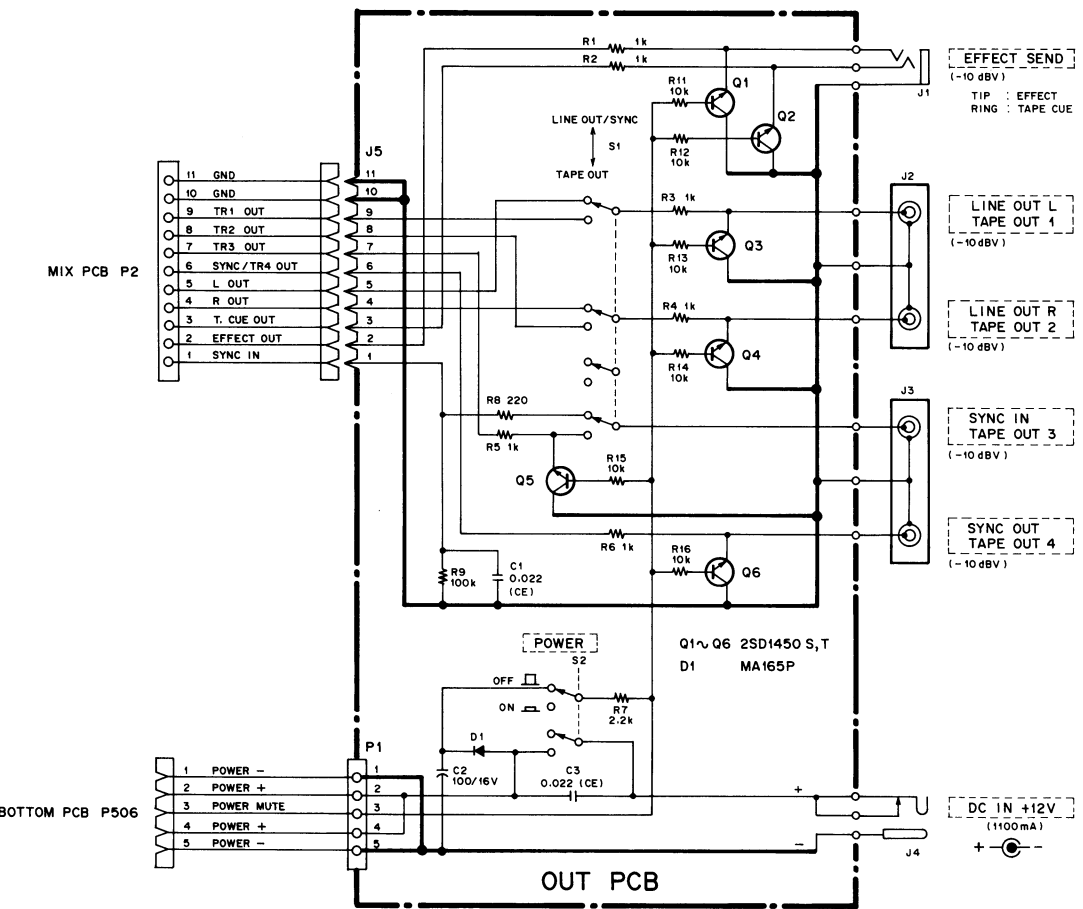 R1 1k
R2 1k
R11
10k
Q1
Q2
LINE OUT/SYNC
S1
TAPE OUT
R12
10k
EFFECT SEND
(-10 dBV)
TIP : EFFECT
RING : TAPE CUE
J1
J5
11 GND 11
10 GND 10
9 TR1 OUT 9
8 TR2 OUT 8
7 TR3 OUT 7
6 SYNC/TR4 OUT 6
5 L OUT 5
4 R OUT 4
3 T. CUE OUT 3
2 EFFECT OUT 2
1 SYNC IN 1
MIX PCB P2
R3 1k
Q3
R13
10k
J2
LINE OUT L
TAPE OUT 1
(-10 dBV)
R4 1k
Q4
R14
10k
LINE OUT R
TAPE OUT 2
(-10 dBV)
R8 220
R5 1k
Q5
R15
10k
J3
SYNC IN
TAPE OUT 3
(-10 dBV)
R6 1k
R16
10k
Q6
SYNC OUT
TAPE OUT 4
(-10 dBV)
R9
100k
C1
0.022
(CE)
POWER
S2
Q1~Q6 2SD1450 S,T
D1 MA165P
OFF
ON
R7
2.2k
D1
C2
100/16V
C3
0.022 (CE)
P1
1 POWER - 1
2 POWER + 2
3 POWER MUTE 3
4 POWER + 4
5 POWER - 5
BOTTOM PCB P506
+
-
DC IN +12V
(1100mA)
+ -
J4
OUT PCB